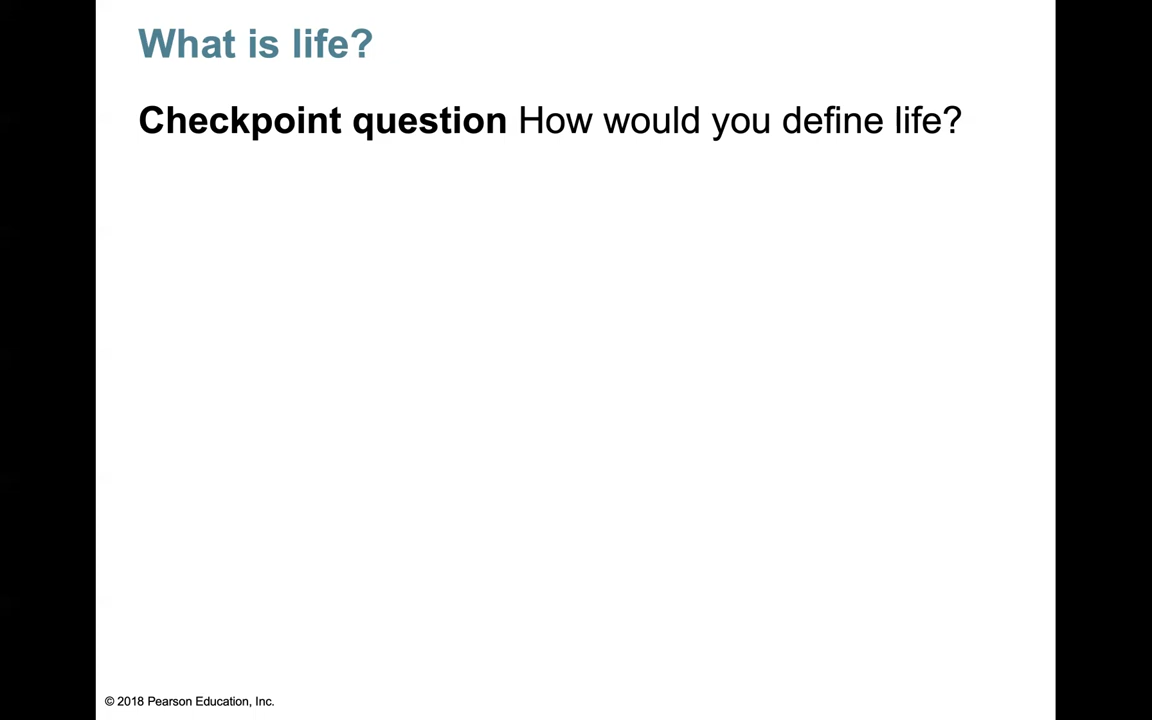 What is life?
Checkpoint question How would you define life?
© 2018 Pearson Education, Inc.